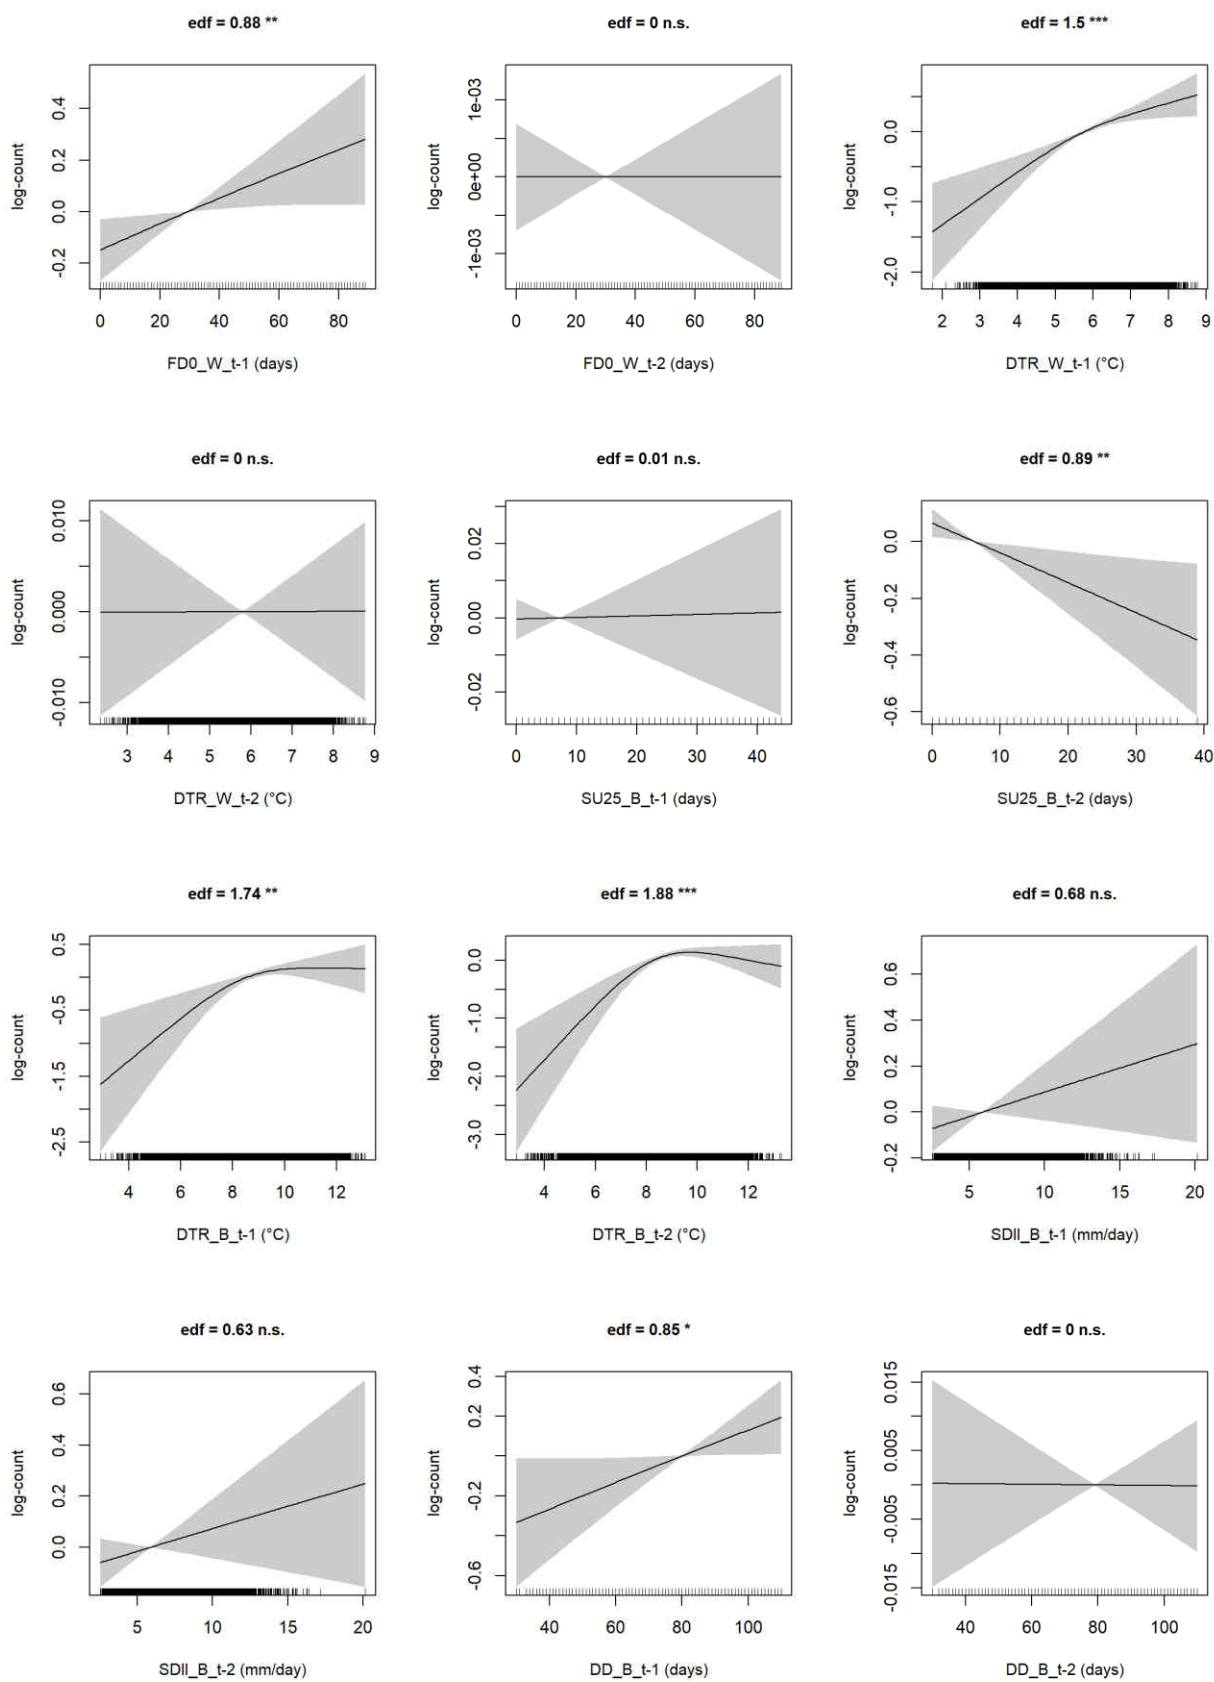 edf = 0.88 **
edf = 0 n.s.
edf = 1.5 ***
log-count
0.4
0.2
0.0
-0.2
0 20 40 60 80
FD0_W_t-1 (days)
log-count
1e-03
0e+00
-1e-03
0 20 40 60 80
FD0_W_t-2 (days)
log-count
0.0
-1.0
-2.0
2 3 4 5 6 7 8 9
DTR_W_t-1 (°C)
edf = 0 n.s.
edf = 0.01 n.s.
edf = 0.89 **
log-count
0.010
0.000
-0.010
3 4 5 6 7 8 9
DTR_W_t-2 (°C)
log-count
0.02
0.00
-0.02
0 10 20 30 40
SU25_B_t-1 (days)
log-count
0.0
-0.2
-0.4
-0.6
0 10 20 30 40
SU25_B_t-2 (days)
edf = 1.74 **
edf = 1.88 ***
edf = 0.68 n.s.
log-count
0.5
-0.5
-1.5
-2.5
4 6 8 10 12
DTR_B_t-1 (°C)
log-count
0.0
-1.0
-2.0
-3.0
4 6 8 10 12
DTR_B_t-2 (°C)
log-count
0.6
0.4
0.2
0.0
-0.2
5 10 15 20
SDII_B_t-1 (mm/day)
edf = 0.63 n.s.
edf = 0.85 *
edf = 0 n.s.
log-count
0.6
0.4
0.2
0.0
5 10 15 20
SDII_B_t-2 (mm/day)
log-count
0.4
0.2
-0.2
-0.6
40 60 80 100
DD_B_t-1 (days)
log-count
0.015
0.005
-0.005
-0.015
40 60 80 100
DD_B_t-2 (days)